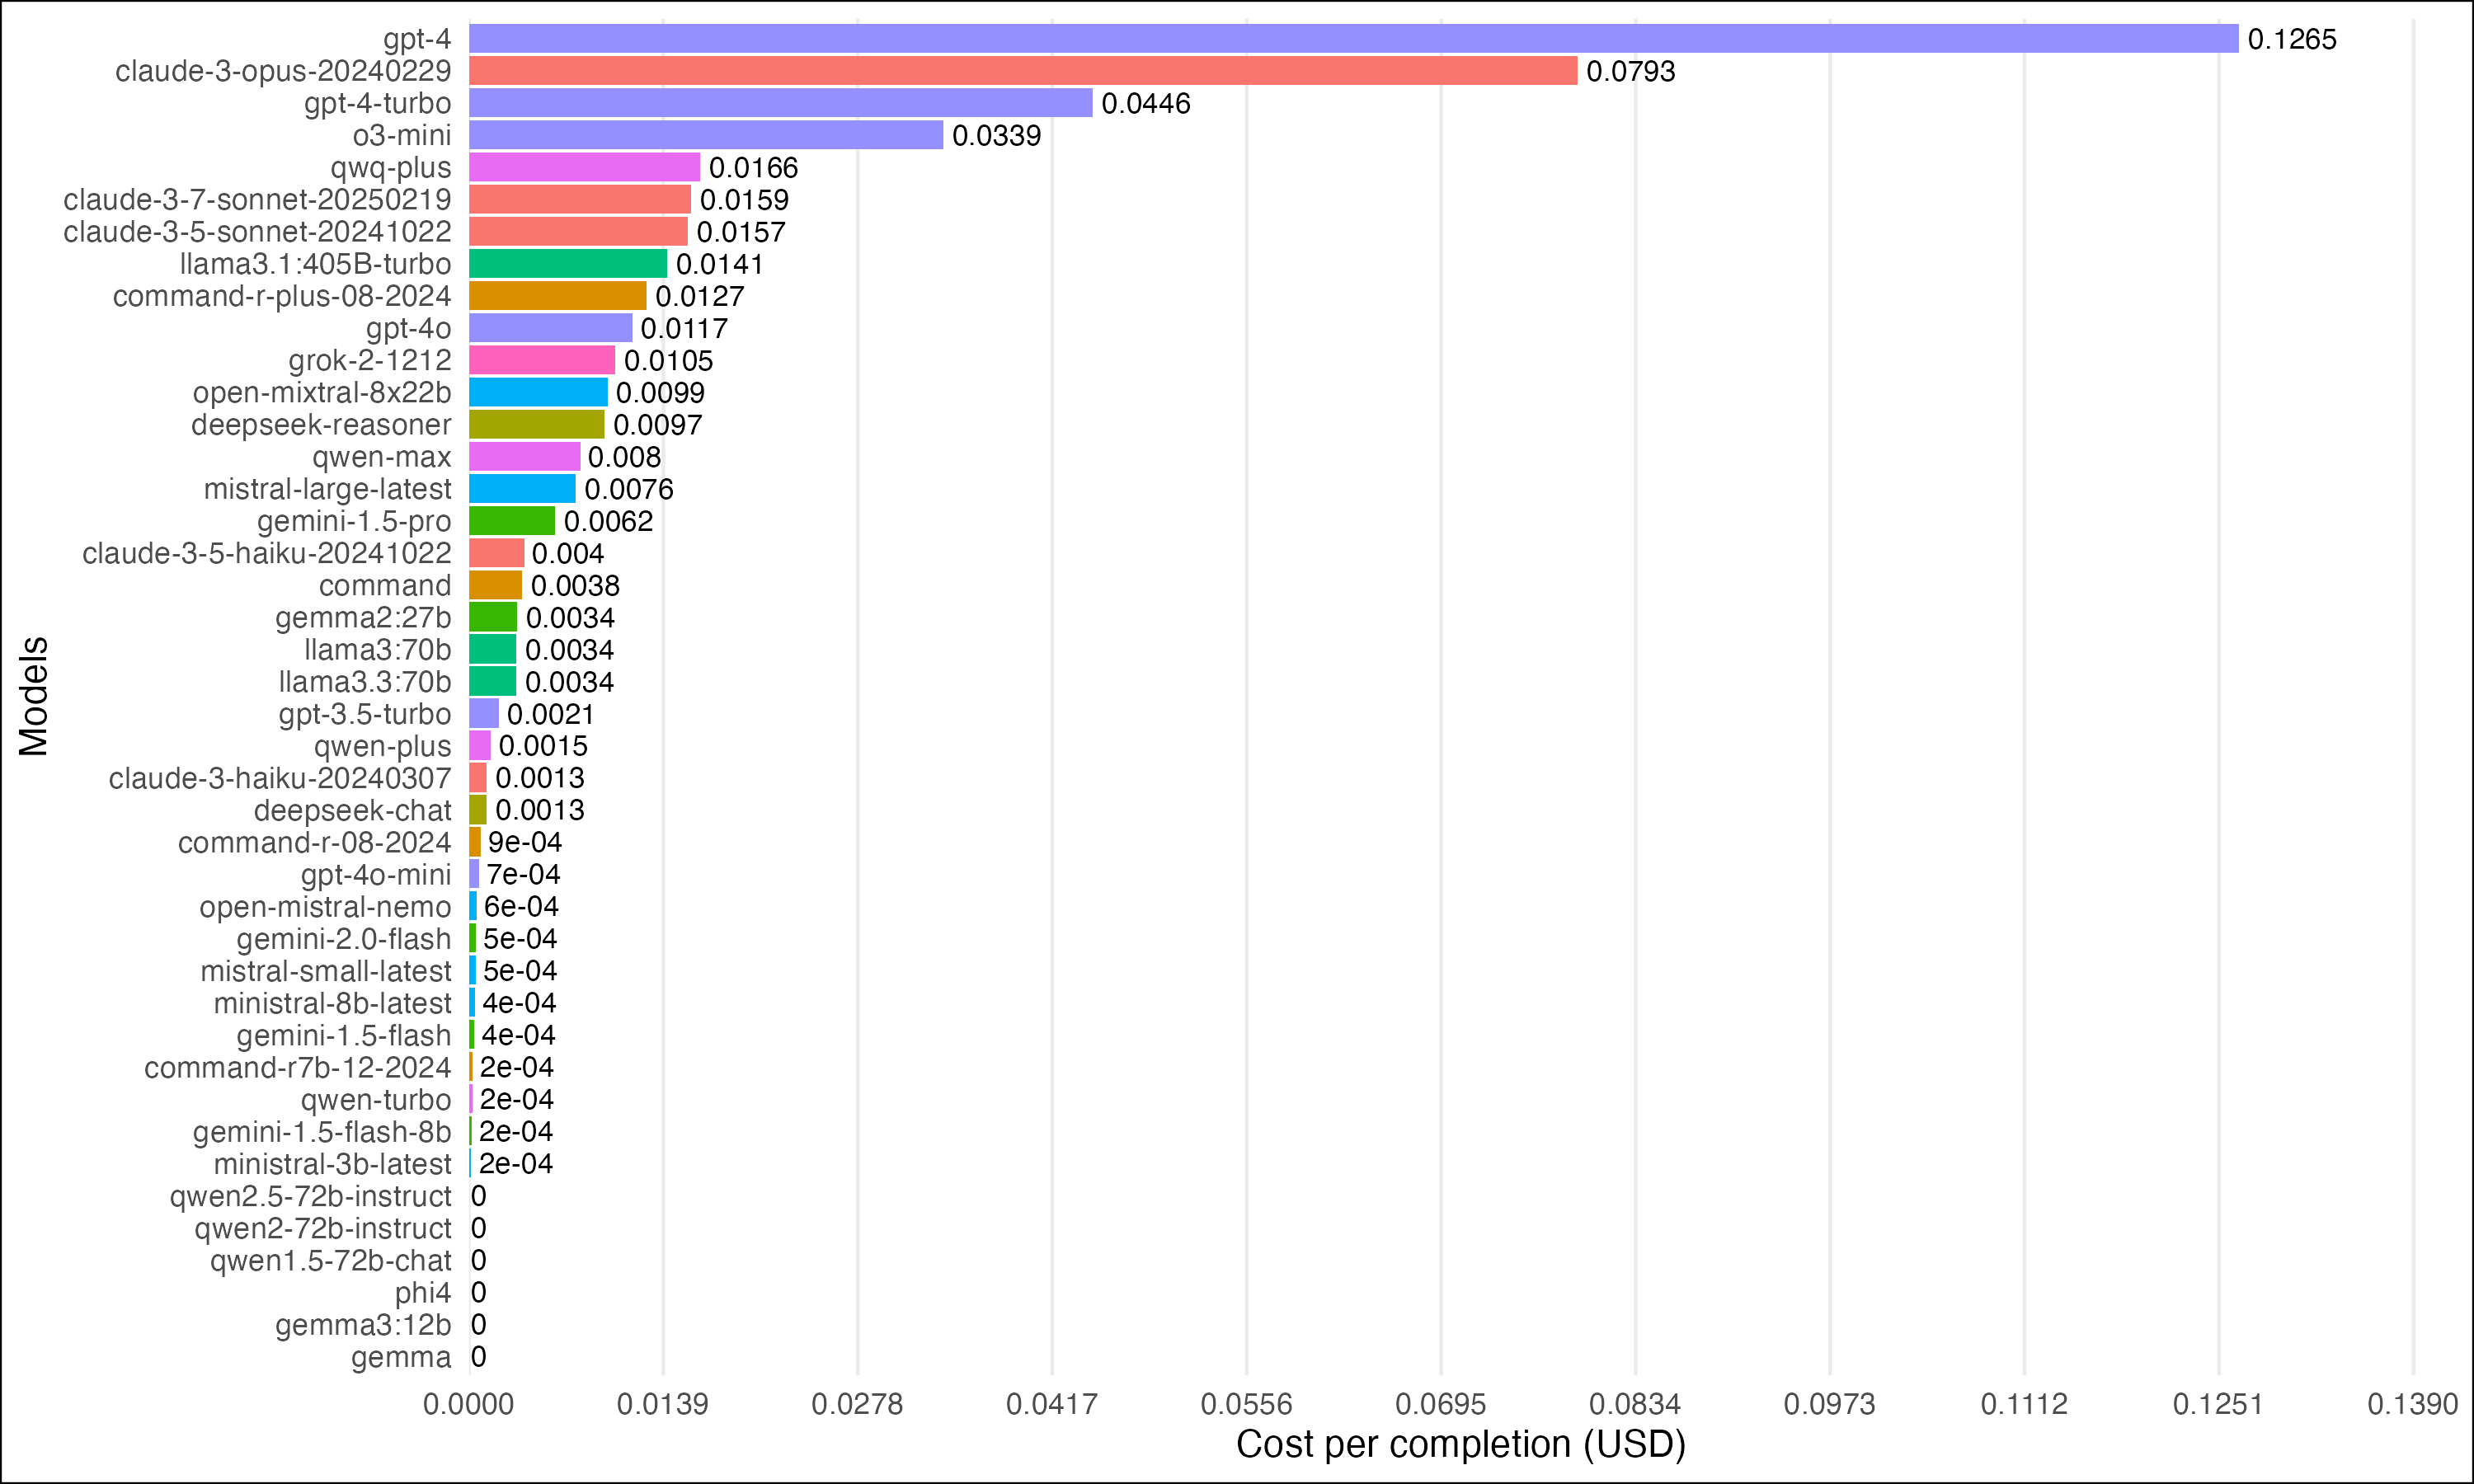 gpt-4 0.1265
claude-3-opus-20240229 0.0793
gpt-4-turbo 0.0446
o3-mini 0.0339
qwq-plus 0.0166
claude-3-7-sonnet-20250219 0.0159
claude-3-5-sonnet-20241022 0.0157
llama3.1:405B-turbo 0.0141
command-r-plus-08-2024 0.0127
gpt-4o 0.0117
grok-2-1212 0.0105
open-mixtral-8x22b 0.0099
deepseek-reasoner 0.0097
qwen-max 0.008
mistral-large-latest 0.0076
gemini-1.5-pro 0.0062
claude-3-5-haiku-20241022 0.004
command 0.0038
gemma2:27b 0.0034
llama3:70b 0.0034
llama3.3:70b 0.0034
gpt-3.5-turbo 0.0021
qwen-plus 0.0015
claude-3-haiku-20240307 0.0013
deepseek-chat 0.0013
command-r-08-2024 9e-04
gpt-4o-mini 7e-04
open-mistral-nemo 6e-04
gemini-2.0-flash 5e-04
mistral-small-latest 5e-04
ministral-8b-latest 4e-04
gemini-1.5-flash 4e-04
command-r7b-12-2024 2e-04
qwen-turbo 2e-04
gemini-1.5-flash-8b 2e-04
ministral-3b-latest 2e-04
qwen2.5-72b-instruct 0
qwen2-72b-instruct 0
qwen1.5-72b-chat 0
phi4 0
gemma3:12b 0
gemma 0
Models
0.0000 0.0139 0.0278 0.0417 0.0556 0.0695 0.0834 0.0973 0.1112 0.1251 0.1390
Cost per completion (USD)